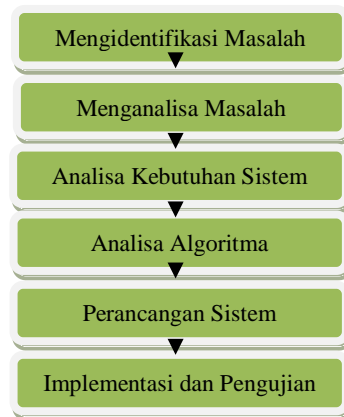 Mengidentifikasi Masalah
Menganalisa Masalah
Analisa Kebutuhan Sistem
Analisa Algoritma
Perancangan Sistem
Implementasi dan Pengujian